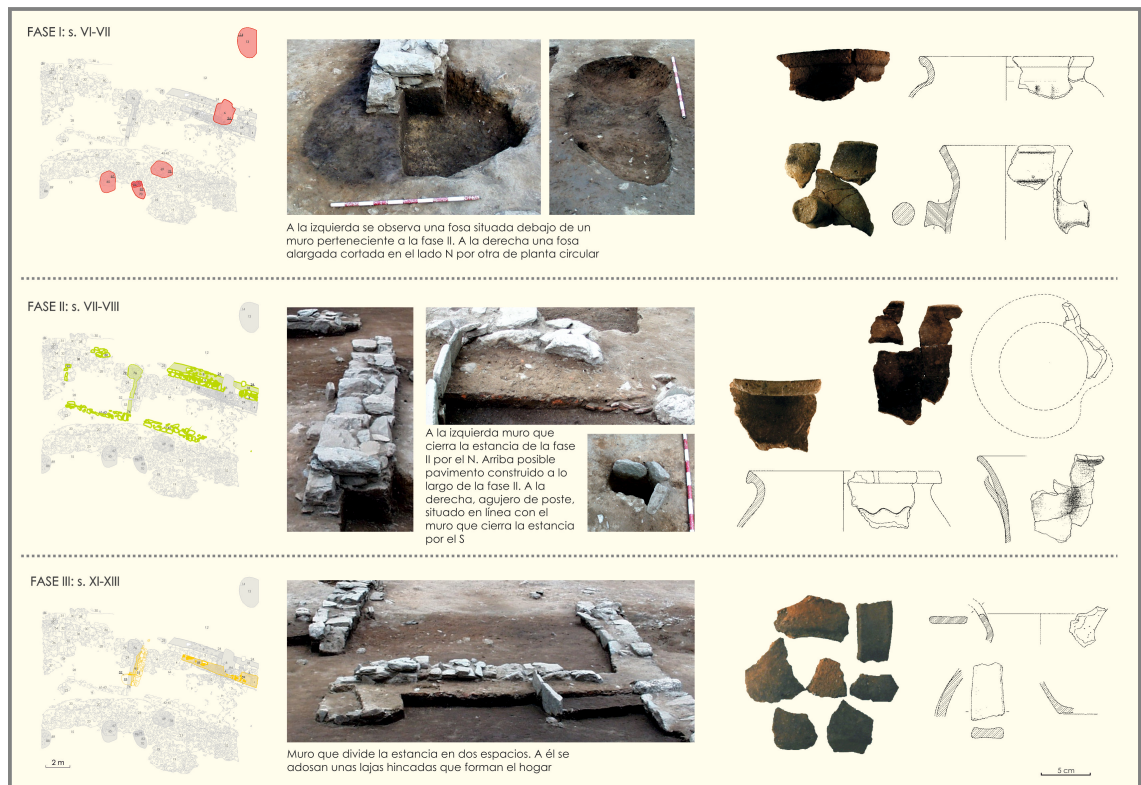 FASE I: s. VI-VII
A la izquierda se observa una fosa situada debajo de un
muro perteneciente a la fase II. A la derecha una fosa
alargada cortada en el lado N por otra de planta circular
FASE II: s. VII-VIII
A la izquierda muro que
cierra la estancia de la fase
II por el N. Arriba posible
pavimento construido a lo
largo de la fase II. A la
derecha, agujero de poste,
situado en línea con el
muro que cierra la estancia
por el S
FASE III: s. XI-XIII
Muro que divide la estancia en dos espacios. A él se
adosan unas lajas hincadas que forman el hogar
2 m
5 cm